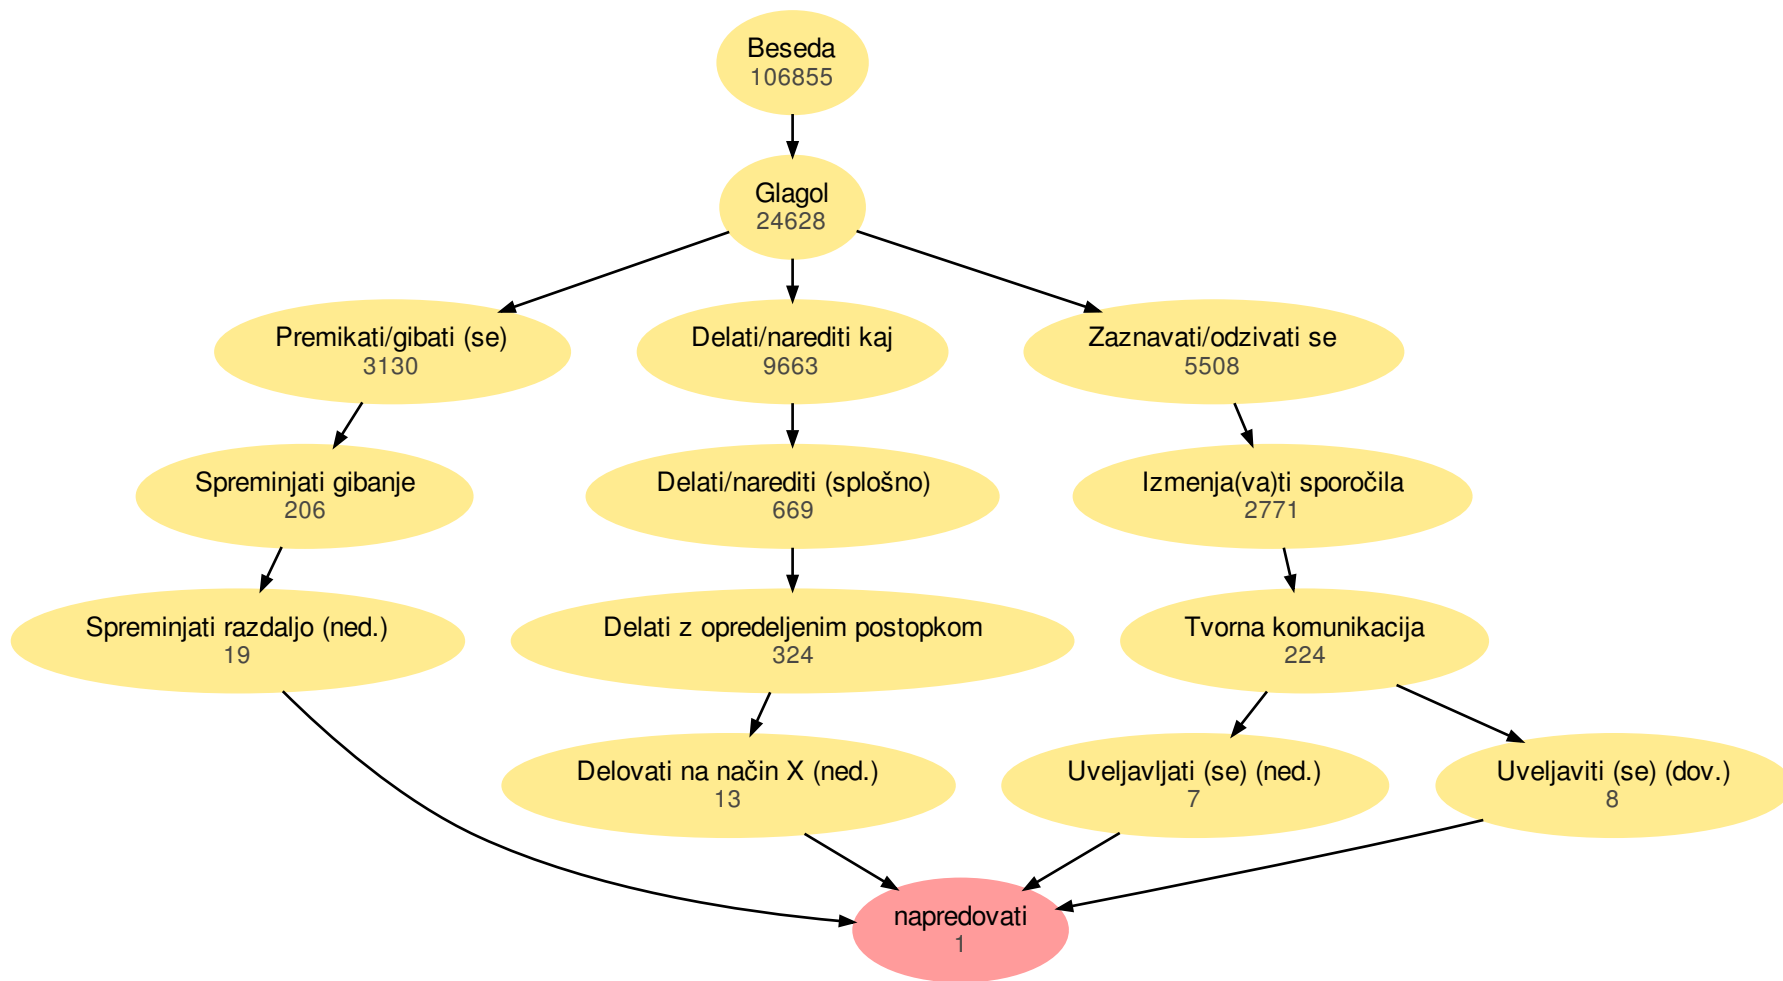 Beseda
106855
Glagol
24628
Premikati/gibati (se)
3130
Delati/narediti kaj
9663
Zaznavati/odzivati se
5508
Spreminjati gibanje
206
Delati/narediti (splošno)
669
Izmenja(va)ti sporočila
2771
Spreminjati razdaljo (ned.)
19
Delati z opredeljenim postopkom
324
Tvorna komunikacija
224
Delovati na način X (ned.)
13
Uveljavljati (se) (ned.)
7
Uveljaviti (se) (dov.)
8
napredovati
1